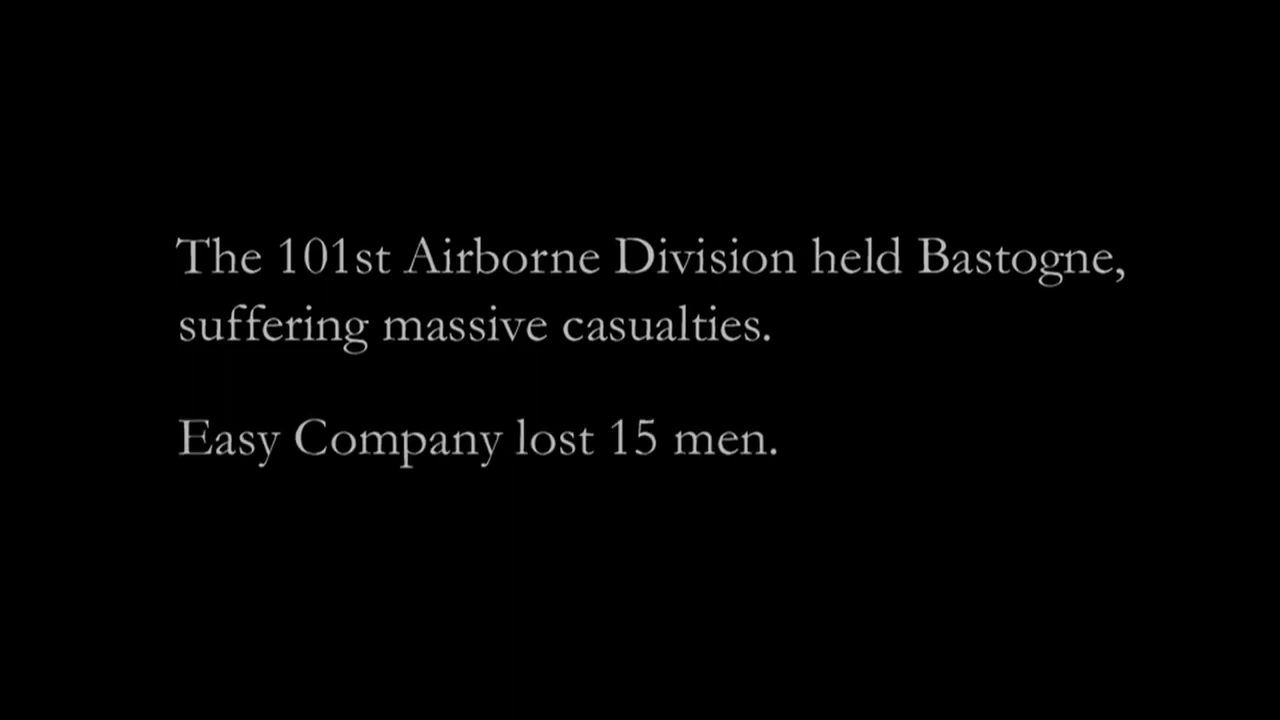 The 101st Airborne Division held Bastogne,
suffering massive casualties.
Easy Company lost 15 men.